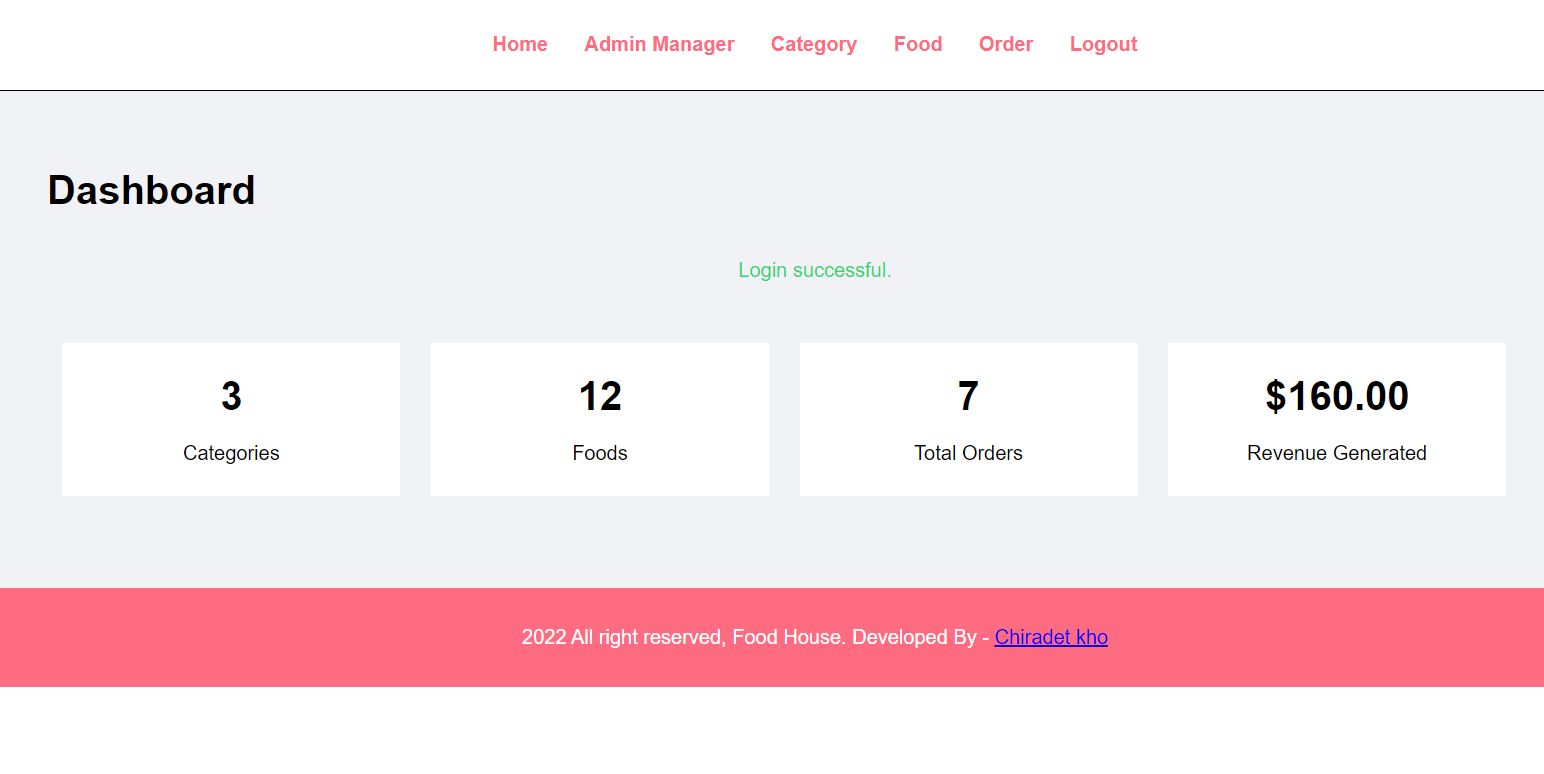 Home Admin Manager Category Food Order Logout
Dashboard
Login successful.
3 12 7 $160.00
Categories Foods Total Orders Revenue Generated
2022 All right reserved, Food House. Developed By - Chiradet kho